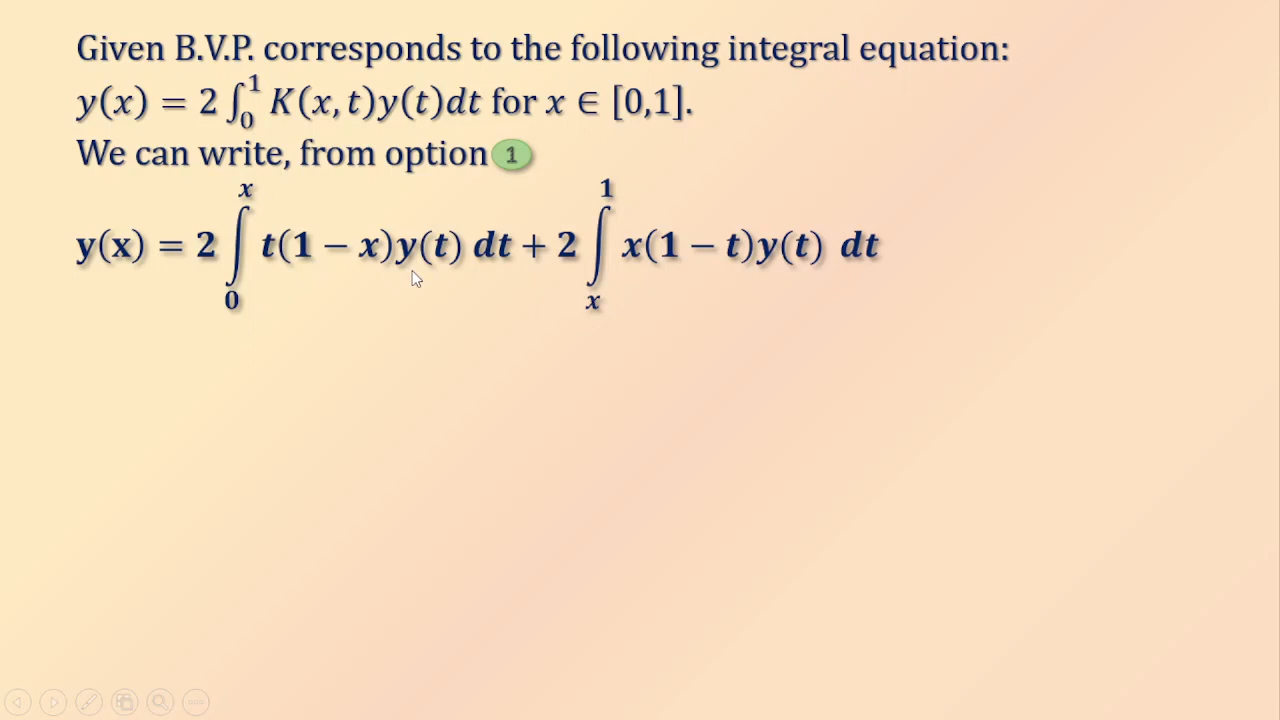 Given B.V.P. corresponds to the following integral equation:
y(x) = 2 ∫₀¹ K(x, t)y(t)dt for x ∈ [0,1].
We can write, from option 1
y(x) = 2 ∫₀ˣ t(1 − x)y(t) dt + 2 ∫ₓ¹ x(1 − t)y(t) dt